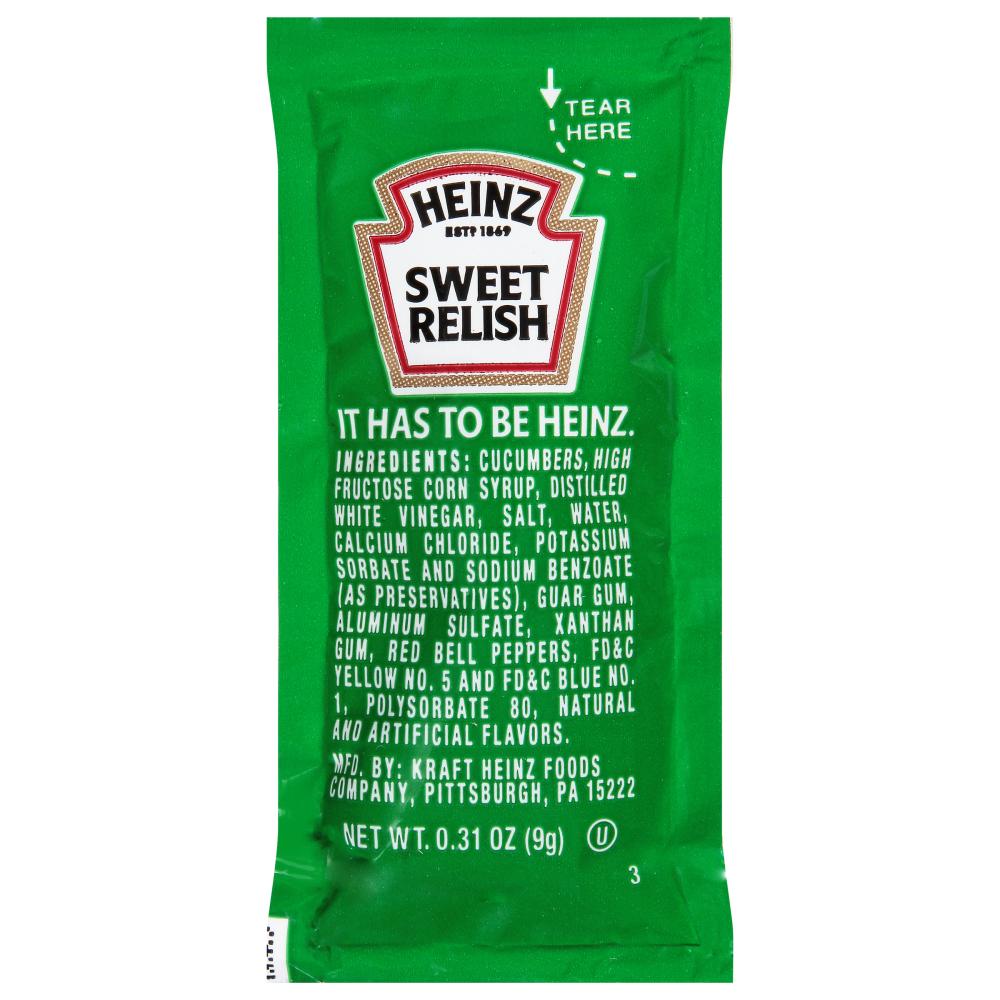 TEAR
HERE
HEINZ
ESTD 1869
SWEET
RELISH
IT HAS TO BE HEINZ.
INGREDIENTS: CUCUMBERS, HIGH
FRUCTOSE CORN SYRUP, DISTILLED
WHITE VINEGAR, SALT, WATER,
CALCIUM CHLORIDE, POTASSIUM
SORBATE AND SODIUM BENZOATE
(AS PRESERVATIVES), GUAR GUM,
ALUMINUM SULFATE, XANTHAN
GUM, RED BELL PEPPERS, FD&C
YELLOW NO. 5 AND FD&C BLUE NO.
1, POLYSORBATE 80, NATURAL
AND ARTIFICIAL FLAVORS.
MFD. BY: KRAFT HEINZ FOODS
COMPANY, PITTSBURGH, PA 15222
NET WT. 0.31 OZ (9g) U
3